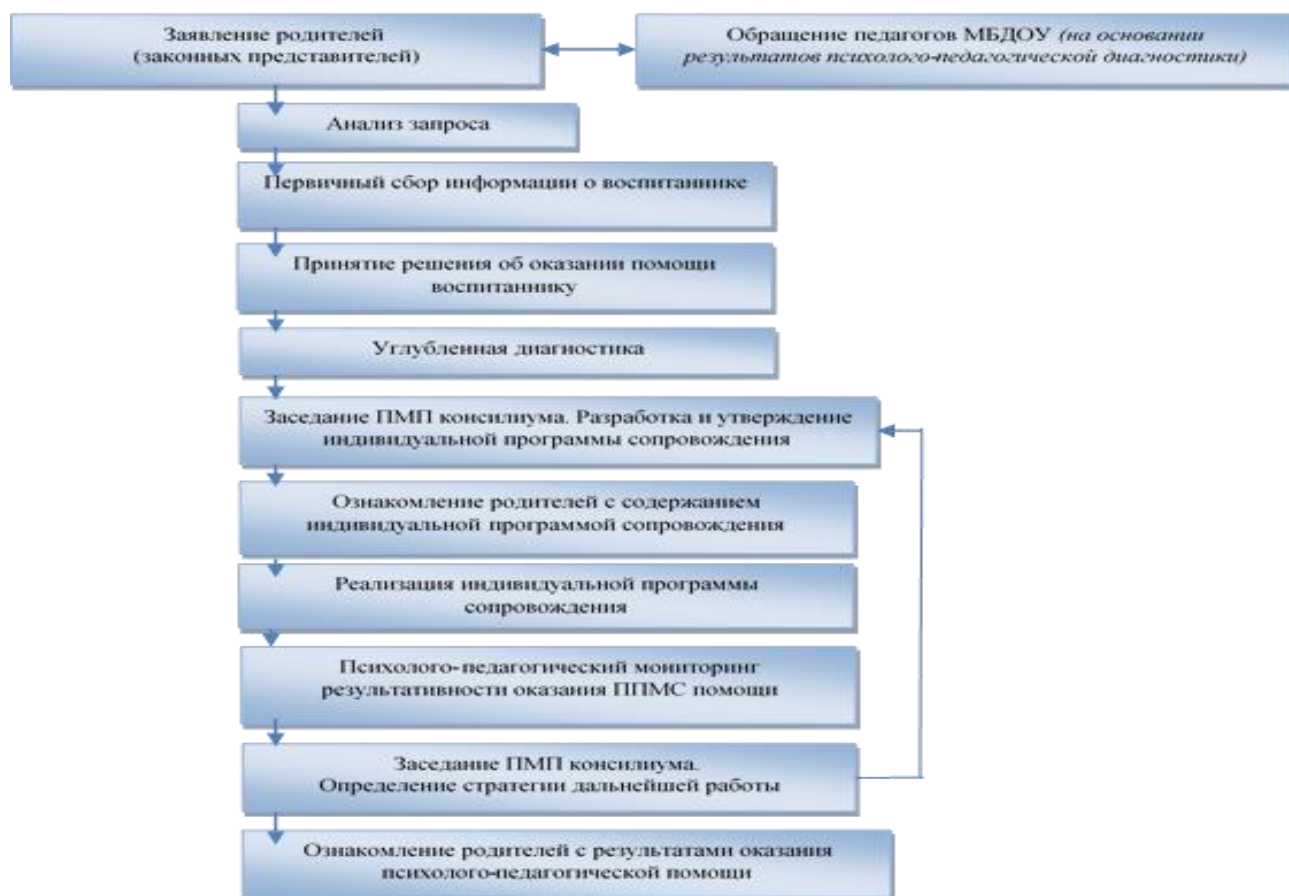 Заявление родителей
(законных представителей)
Обращение педагогов МБДОУ (на основании
результатов психолого-педагогической диагностики)
Анализ запроса
Первичный сбор информации о воспитаннике
Принятие решения об оказании помощи
воспитаннику
Углубленная диагностика
Заседание ПМП консилиума. Разработка и утверждение
индивидуальной программы сопровождения
Ознакомление родителей с содержанием
индивидуальной программой сопровождения
Реализация индивидуальной программы
сопровождения
Психолого-педагогический мониторинг
результативности оказания ППМС помощи
Заседание ПМП консилиума.
Определение стратегии дальнейшей работы
Ознакомление родителей с результатами оказания
психолого-педагогической помощи